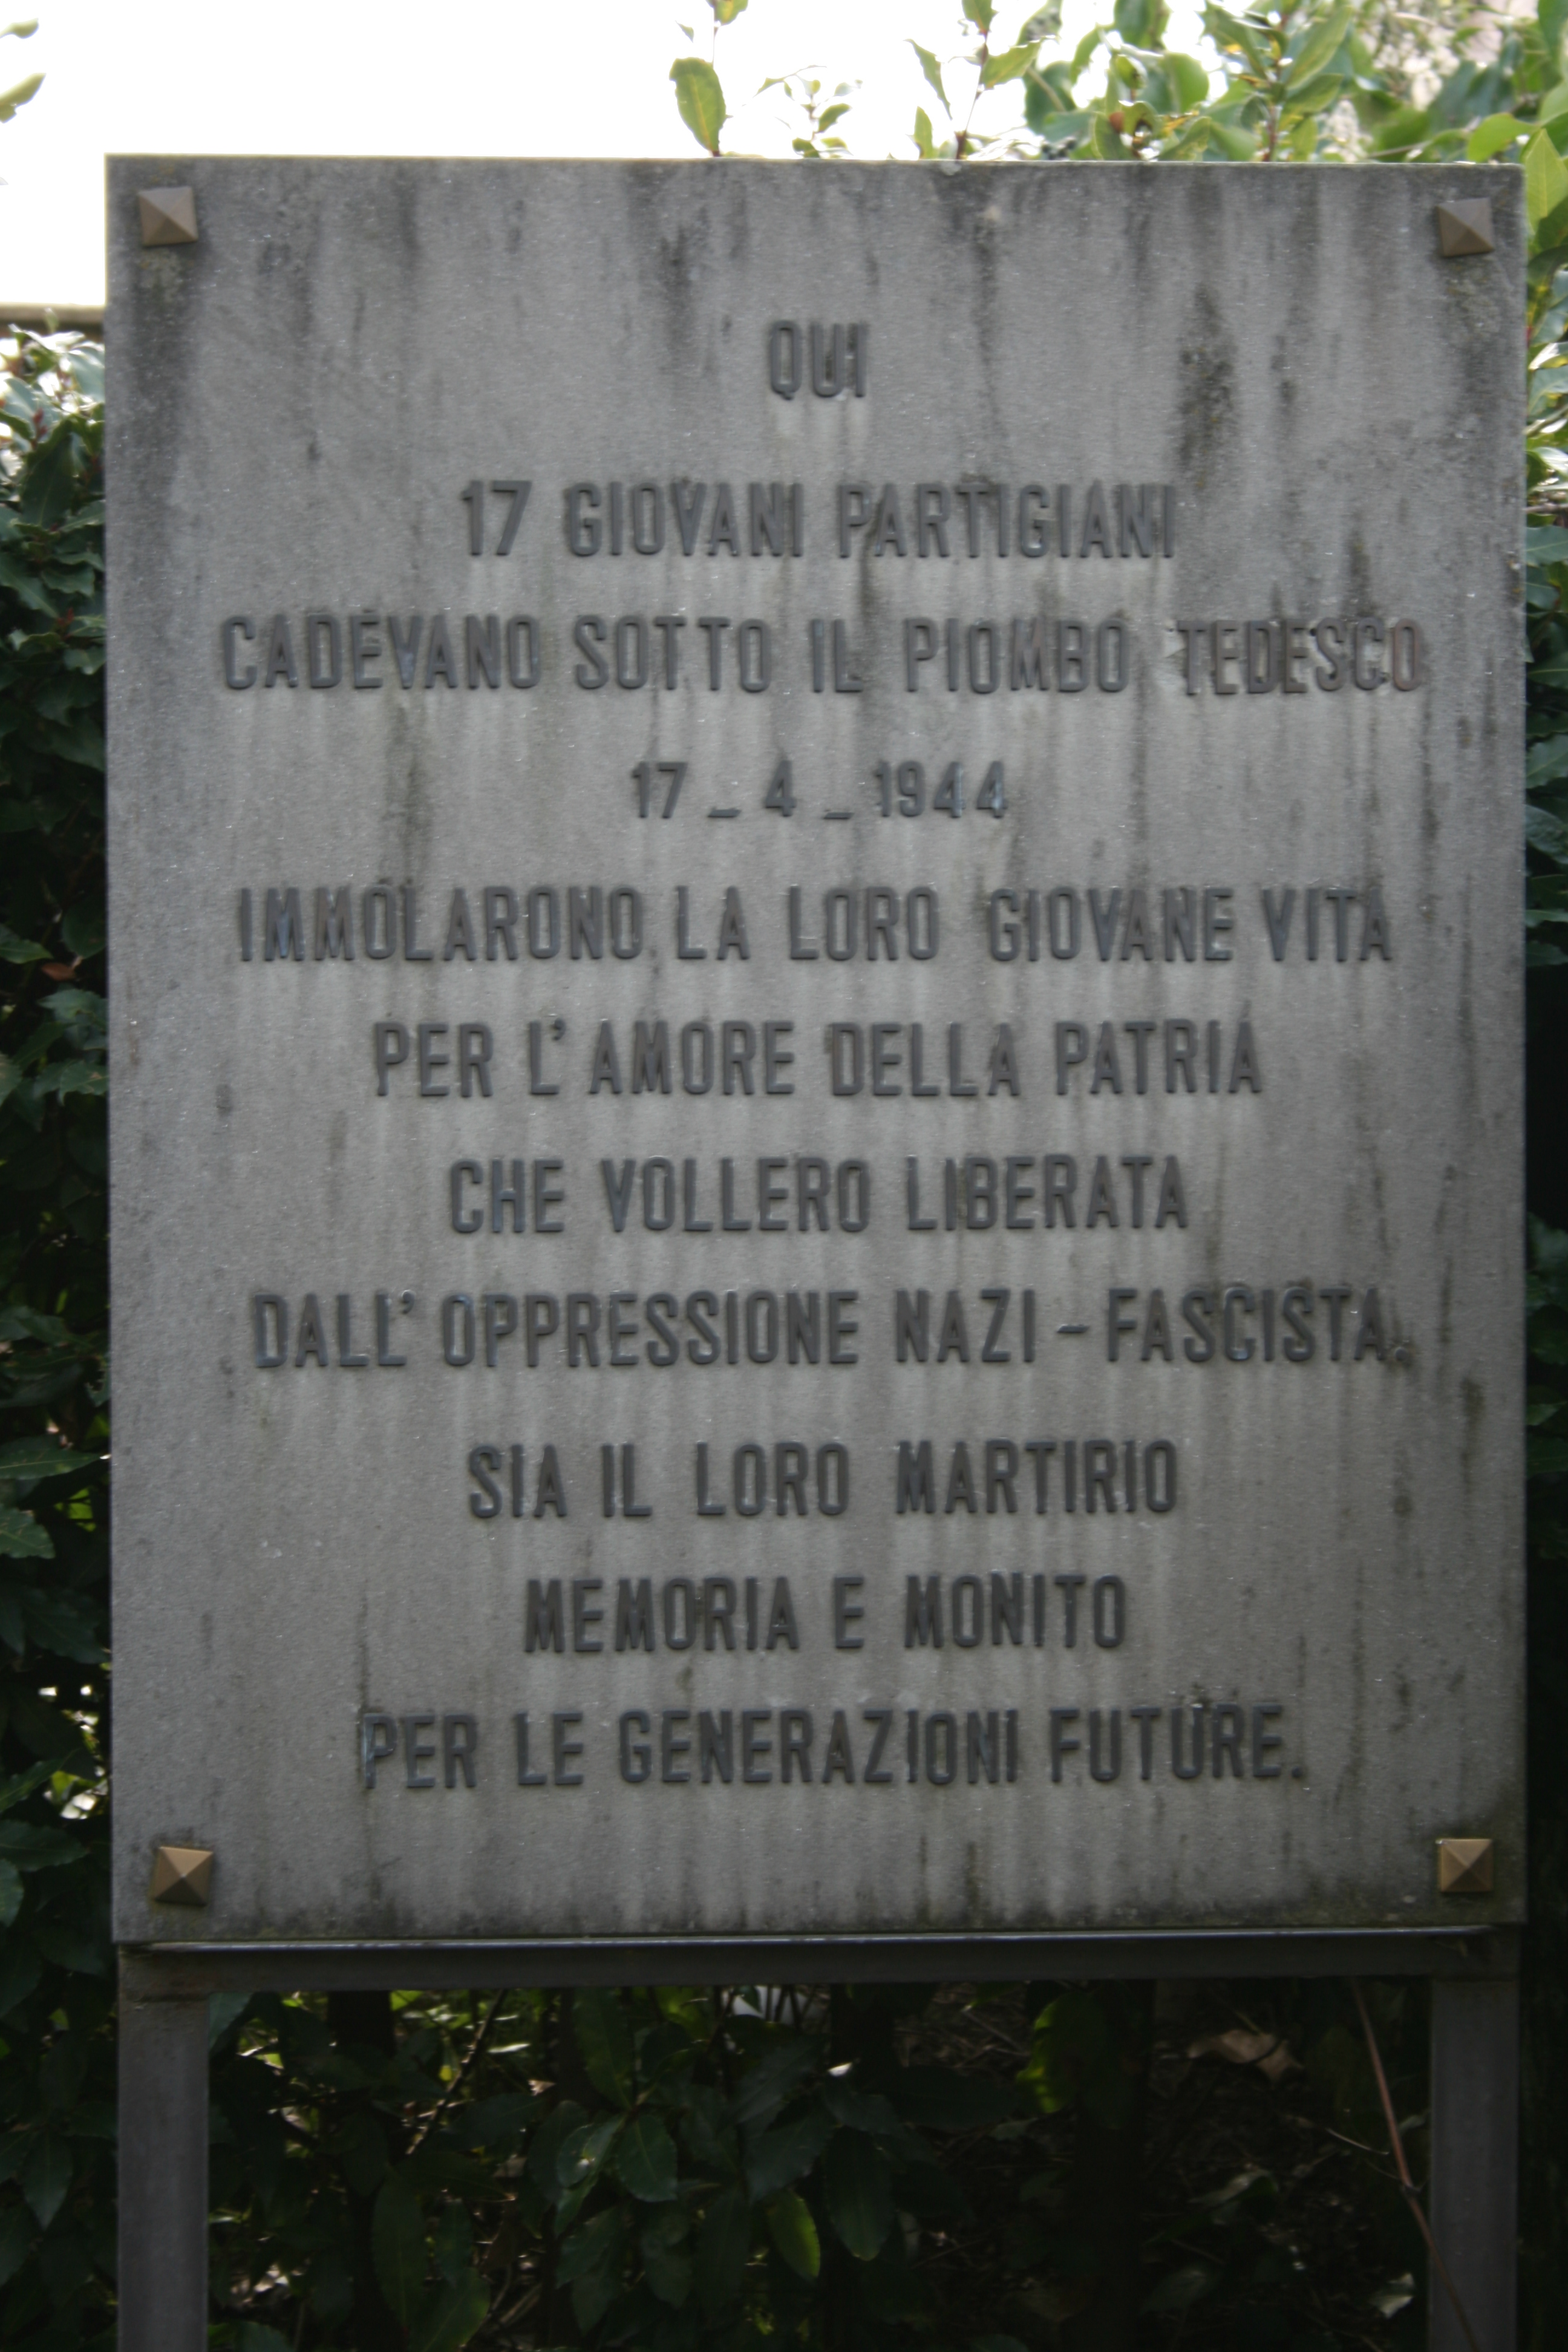 QUI
17 GIOVANI PARTIGIANI
CADEVANO SOTTO IL PIOMBO TEDESCO
17 _ 4 _ 1944
IMMOLARONO LA LORO GIOVANE VITA
PER L'AMORE DELLA PATRIA
CHE VOLLERO LIBERATA
DALL'OPPRESSIONE NAZI - FASCISTA.
SIA IL LORO MARTIRIO
MEMORIA E MONITO
PER LE GENERAZIONI FUTURE.